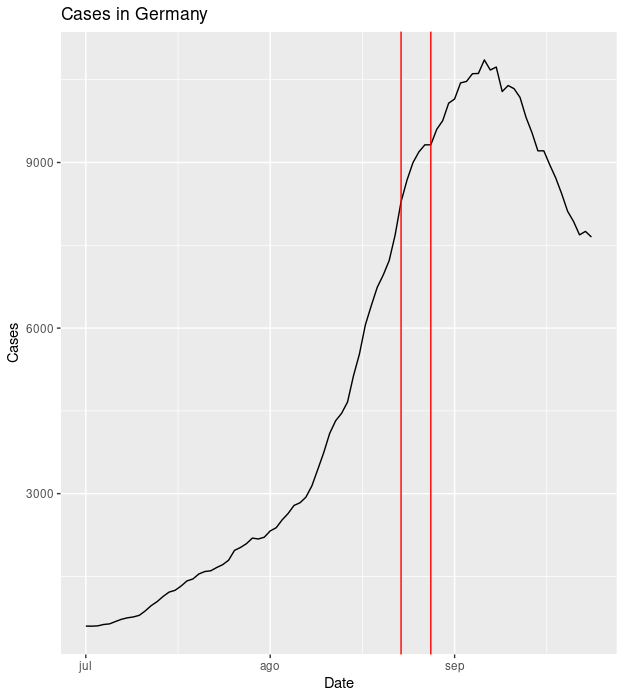 Cases in Germany
9000
6000
3000
Cases
jul
ago
sep
Date